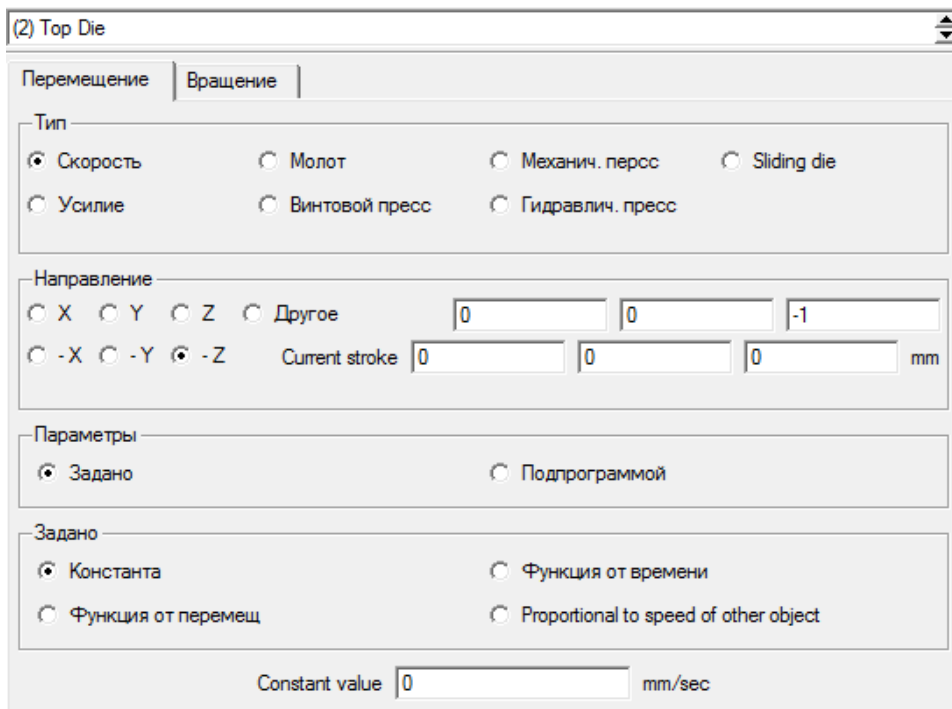 (2) Top Die
Перемещение Вращение
Тип
Скорость Молот Механич. персс Sliding die
Усилие Винтовой пресс Гидравлич. пресс
Направление
X Y Z Другое 0 0 -1
- X - Y - Z Current stroke 0 0 0 mm
Параметры
Задано Подпрограммой
Задано
Константа Функция от времени
Функция от перемещ Proportional to speed of other object
Constant value 0 mm/sec